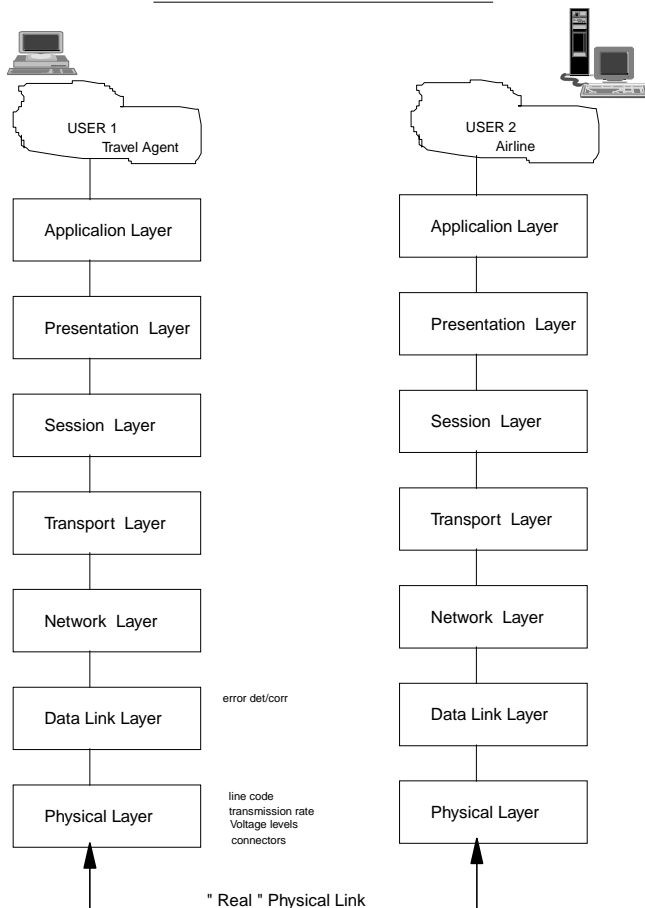 USER 1
Travel Agent
USER 2
Airline
Applicalion Layer
Application Layer
Presentation Layer
Presentation Layer
Session Layer
Session Layer
Transport Layer
Transport Layer
Network Layer
Network Layer
Data Link Layer
error det/corr
Data Link Layer
Physical Layer
line code
transmission rate
Voltage levels
connectors
Physical Layer
" Real " Physical Link